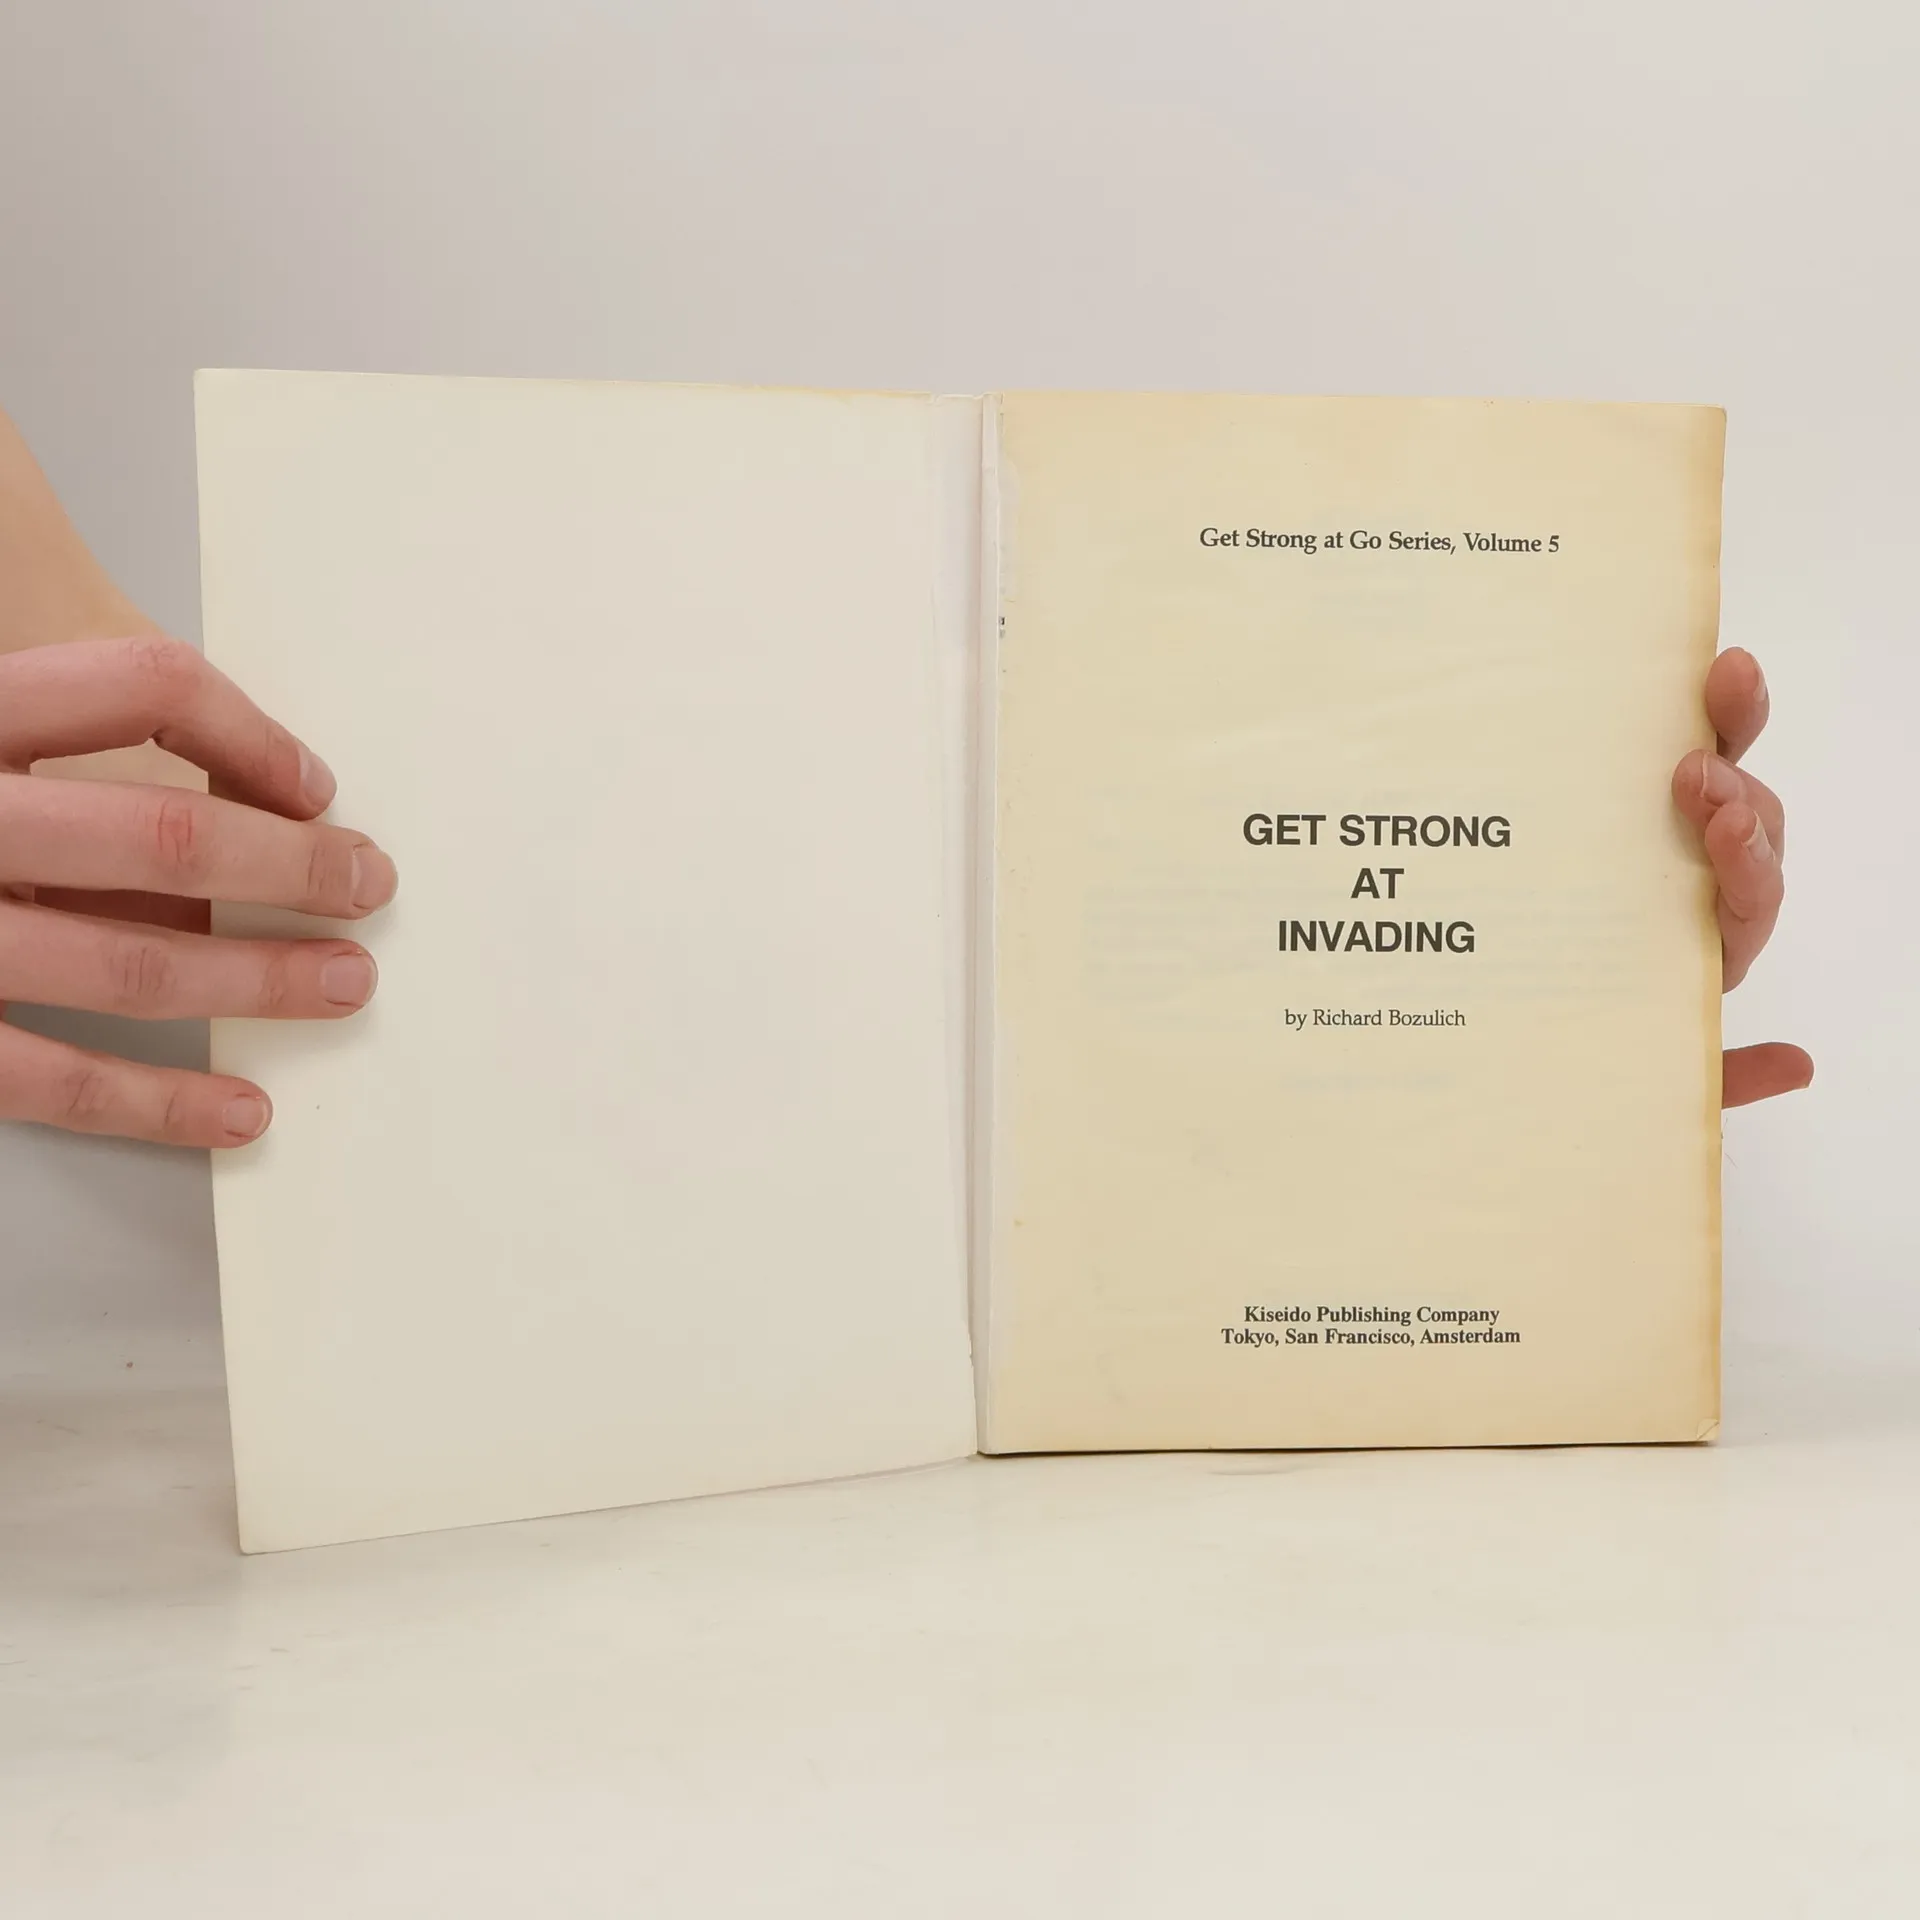 Get Strong at Go Series, Volume 5
GET STRONG
AT
INVADING
by Richard Bozulich
Kiseido Publishing Company
Tokyo, San Francisco, Amsterdam